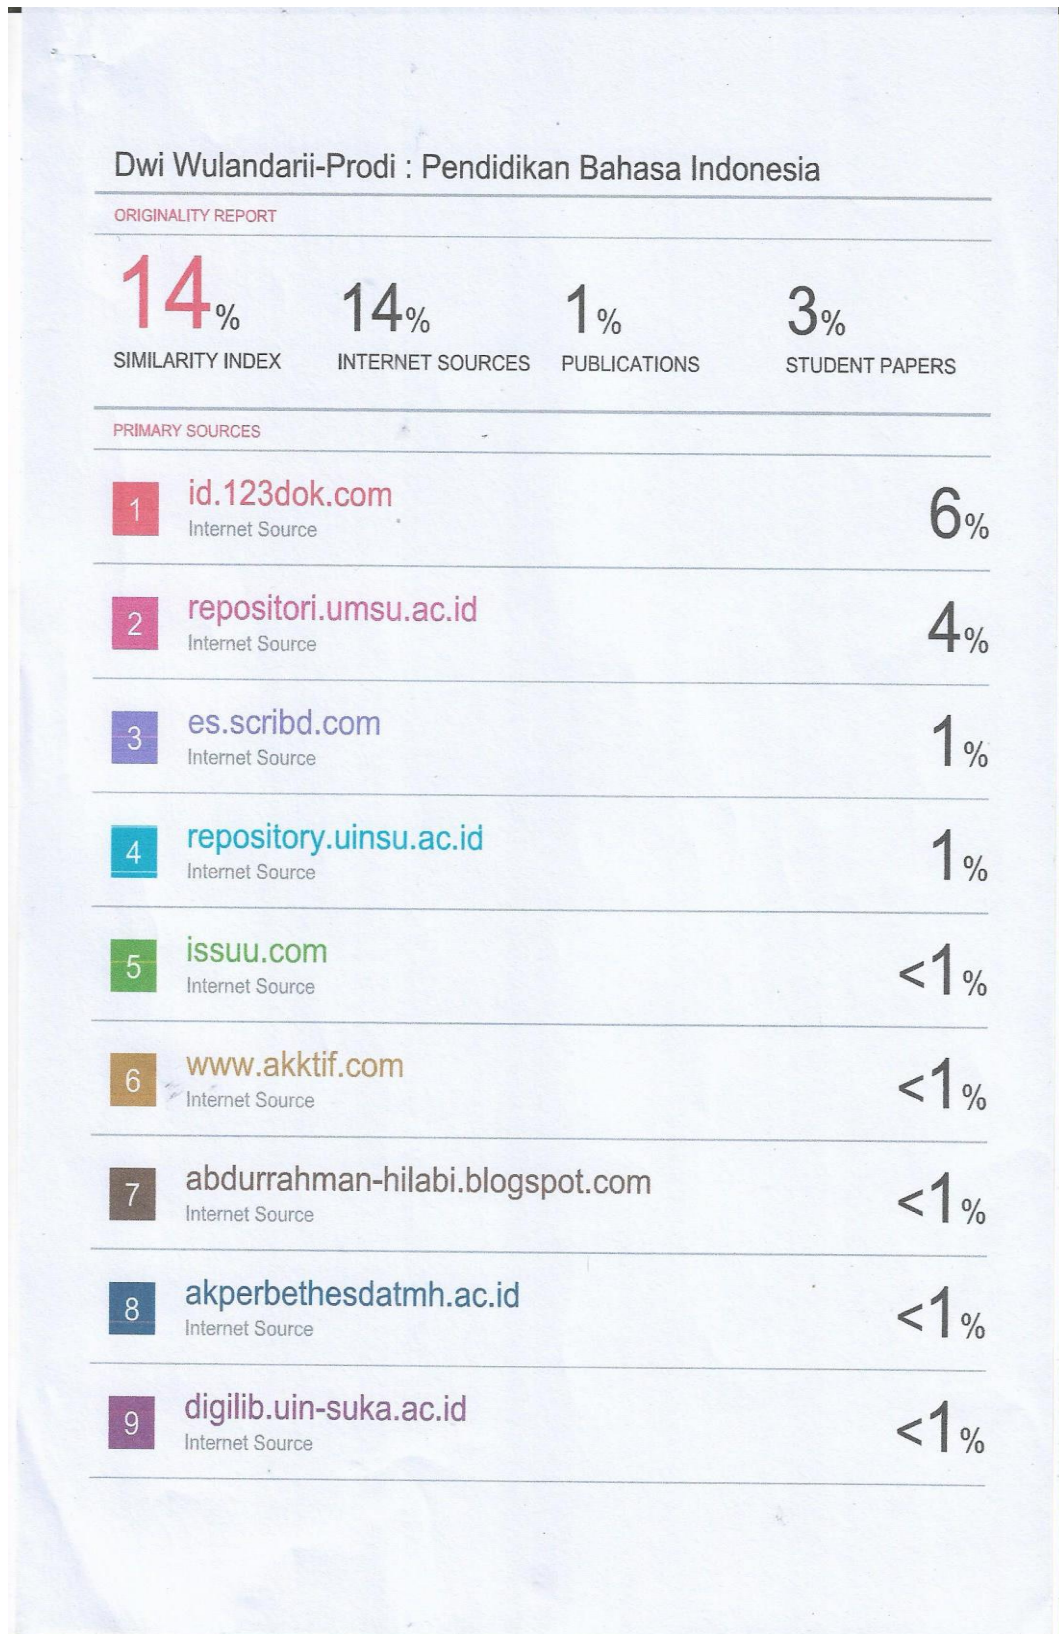 Dwi Wulandarii-Prodi : Pendidikan Bahasa Indonesia
ORIGINALITY REPORT
14% 14% 1% 3%
SIMILARITY INDEX INTERNET SOURCES PUBLICATIONS STUDENT PAPERS
PRIMARY SOURCES
1 id.123dok.com 6%
Internet Source
2 repositori.umsu.ac.id 4%
Internet Source
3 es.scribd.com 1%
Internet Source
4 repository.uinsu.ac.id 1%
Internet Source
5 issuu.com <1%
Internet Source
6 www.akktif.com <1%
Internet Source
7 abdurrahman-hilabi.blogspot.com <1%
Internet Source
8 akperbethesdatmh.ac.id <1%
Internet Source
9 digilib.uin-suka.ac.id <1%
Internet Source